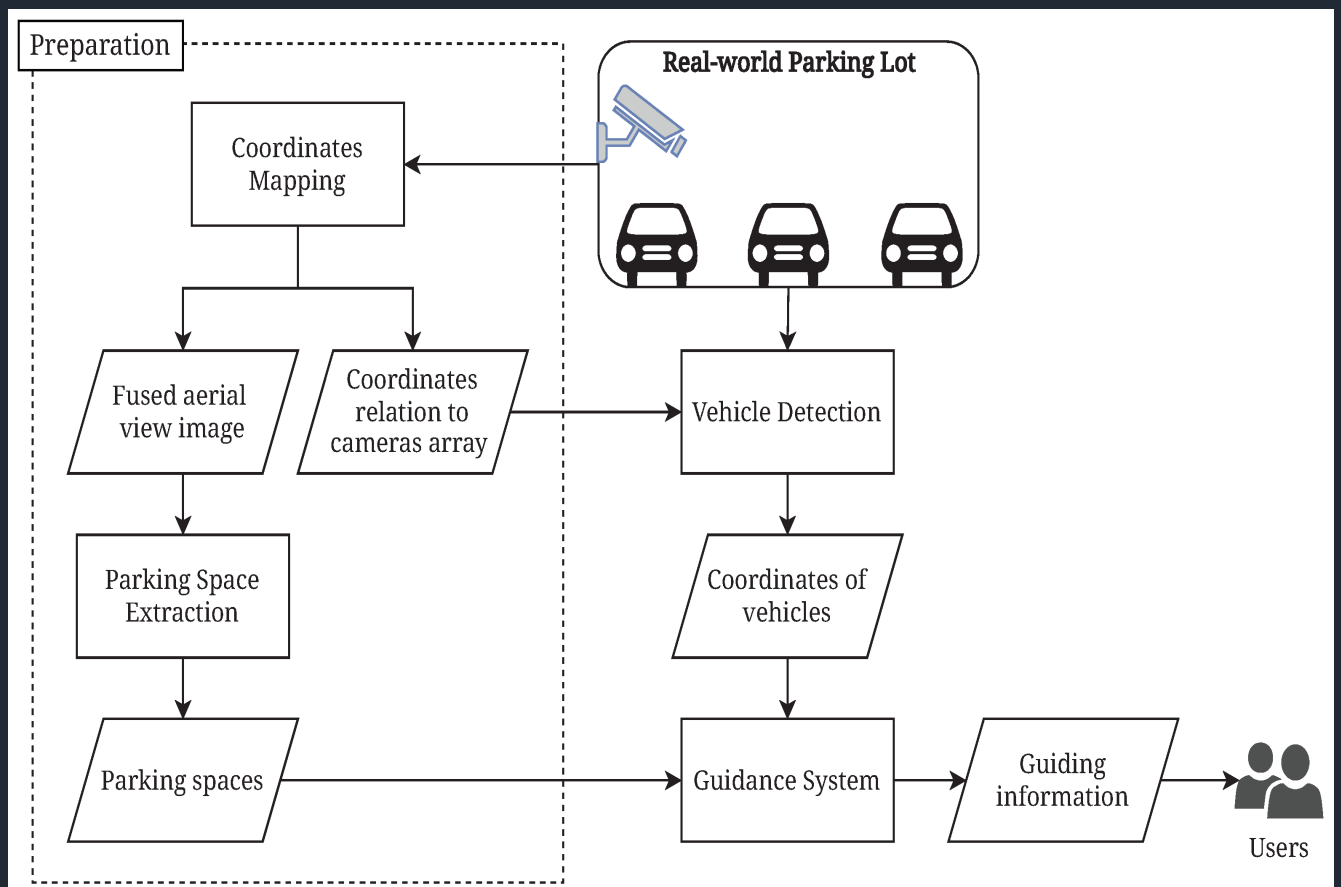 Preparation
Real-world Parking Lot
Coordinates
Mapping
Fused aerial
view image
Coordinates
relation to
cameras array
Vehicle Detection
Parking Space
Extraction
Coordinates of
vehicles
Parking spaces
Guidance System
Guiding
information
Users